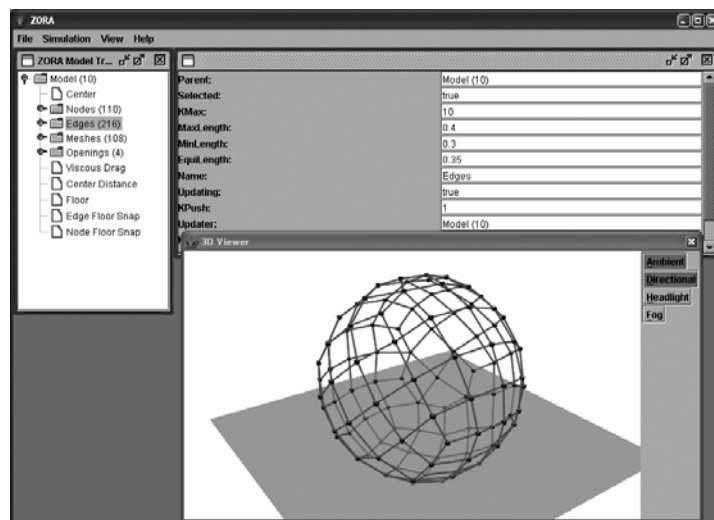 ZORA
File Simulation View Help
ZORA Model Tr...
Model (10)
Center
Nodes (110)
Edges (216)
Meshes (108)
Openings (4)
Viscous Drag
Center Distance
Floor
Edge Floor Snap
Node Floor Snap
Parent: Model (10)
Selected: true
KMax: 10
MaxLength: 0.4
MinLength: 0.3
EquiLength: 0.35
Name: Edges
Updating: true
KPush: 1
Updater: Model (10)
3D Viewer
Ambient
Directional
Headlight
Fog